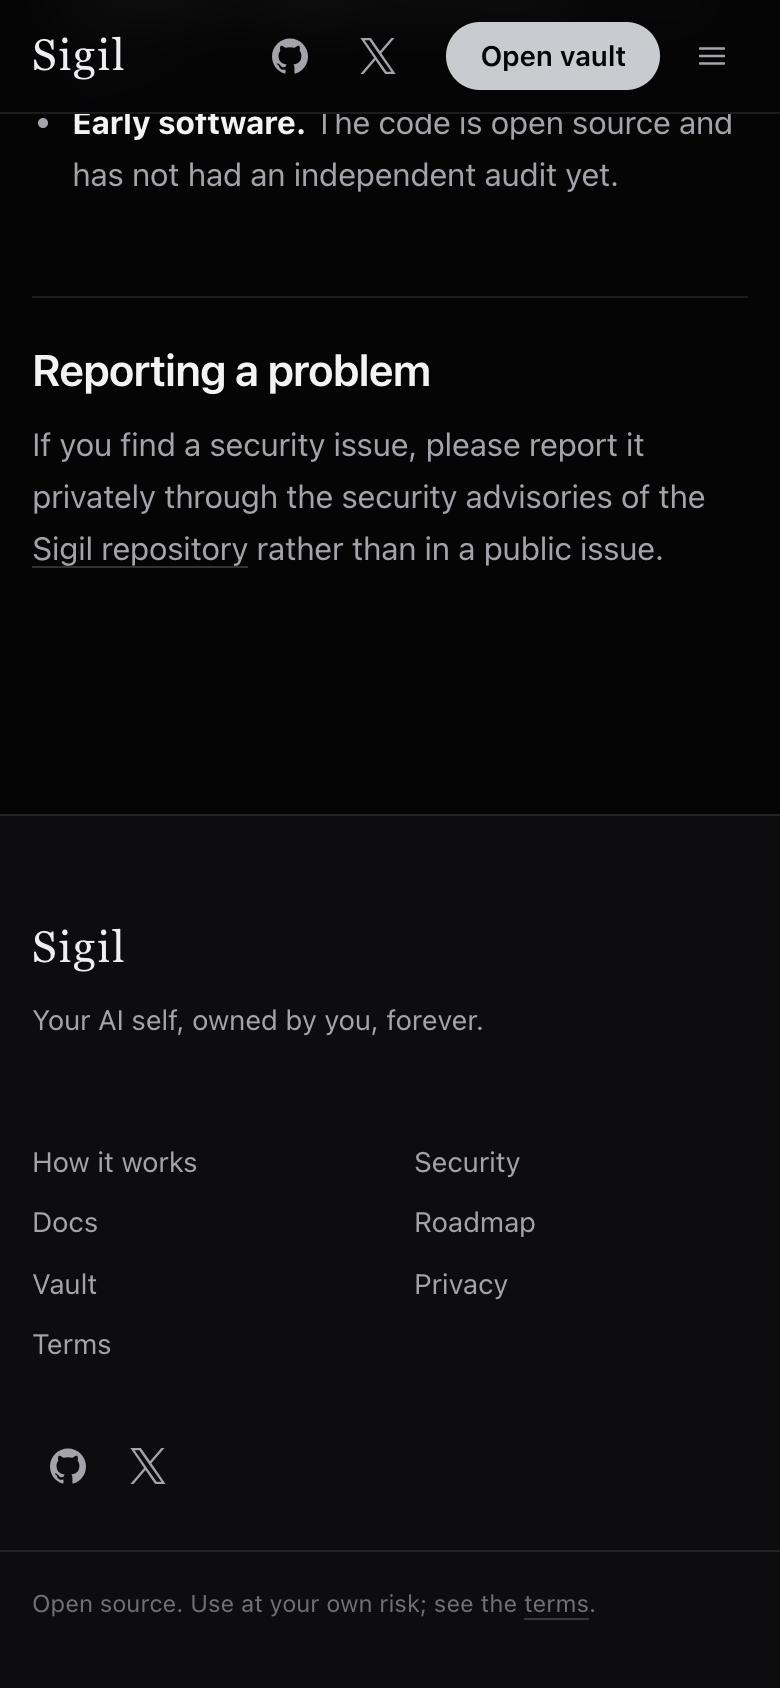 Sigil
Open vault
Early software. The code is open source and
has not had an independent audit yet.
Reporting a problem
If you find a security issue, please report it
privately through the security advisories of the
Sigil repository rather than in a public issue.
Sigil
Your AI self, owned by you, forever.
How it works
Security
Docs
Roadmap
Vault
Privacy
Terms
Open source. Use at your own risk; see the terms.